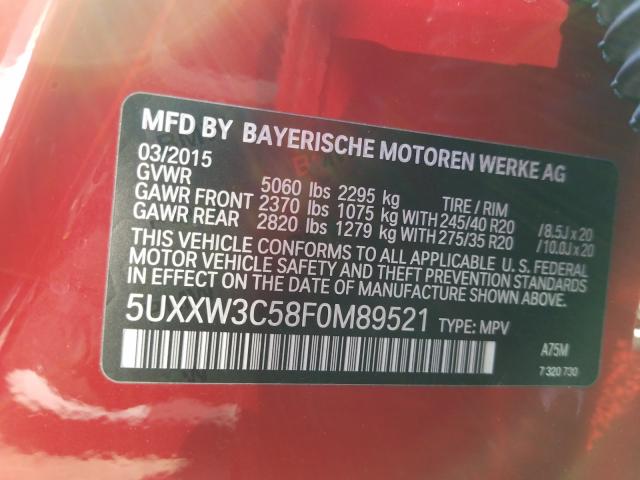 MFD BY BAYERISCHE MOTOREN WERKE AG
03/2015
GVWR 5060 lbs 2295 kg TIRE / RIM
GAWR FRONT 2370 lbs 1075 kg WITH 245/40 R20 /8.5J x 20
GAWR REAR 2820 lbs 1279 kg WITH 275/35 R20 /10.0J x 20
THIS VEHICLE CONFORMS TO ALL APPLICABLE U. S. FEDERAL
MOTOR VEHICLE SAFETY AND THEFT PREVENTION STANDARDS
IN EFFECT ON THE DATE OF MANUFACTURE SHOWN ABOVE.
5UXXW3C58F0M89521 TYPE: MPV
A75M
7 320 730